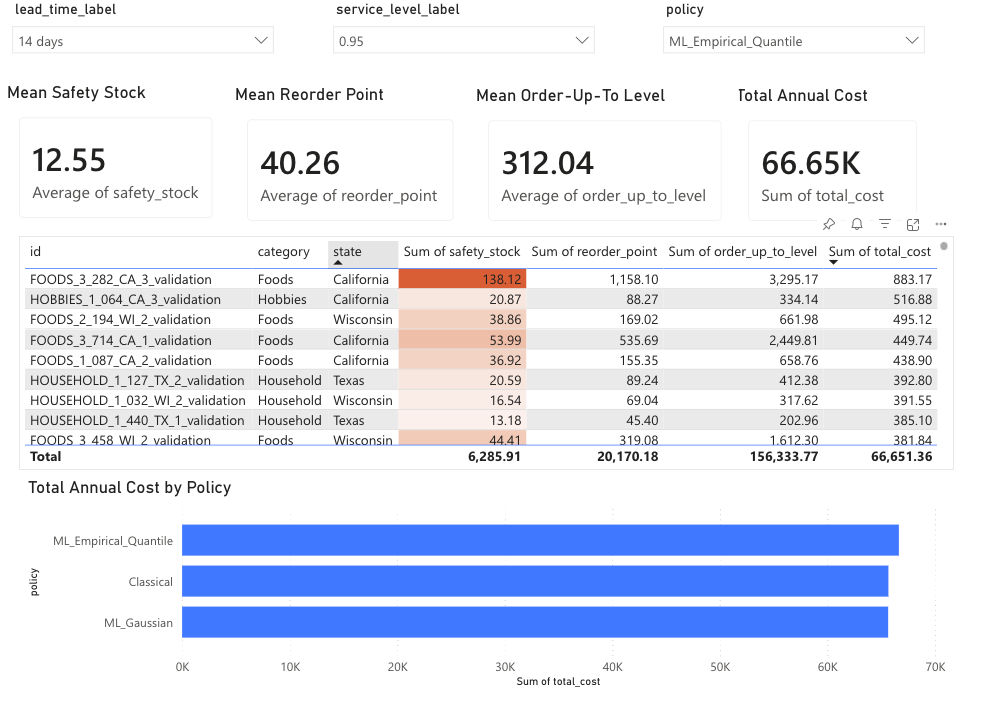 lead_time_label service_level_label policy
14 days 0.95 ML_Empirical_Quantile
Mean Safety Stock Mean Reorder Point Mean Order-Up-To Level Total Annual Cost
12.55 40.26 312.04 66.65K
Average of safety_stock Average of reorder_point Average of order_up_to_level Sum of total_cost
id category state Sum of safety_stock Sum of reorder_point Sum of order_up_to_level Sum of total_cost
FOODS_3_282_CA_3_validation Foods California 138.12 1,158.10 3,295.17 883.17
HOBBIES_1_064_CA_3_validation Hobbies California 20.87 88.27 334.14 516.88
FOODS_2_194_WI_2_validation Foods Wisconsin 38.86 169.02 661.98 495.12
FOODS_3_714_CA_1_validation Foods California 53.99 535.69 2,449.81 449.74
FOODS_1_087_CA_2_validation Foods California 36.92 155.35 658.76 438.90
HOUSEHOLD_1_127_TX_2_validation Household Texas 20.59 89.24 412.38 392.80
HOUSEHOLD_1_032_WI_2_validation Household Wisconsin 16.54 69.04 317.62 391.55
HOUSEHOLD_1_440_TX_1_validation Household Texas 13.18 45.40 202.96 385.10
FOODS_3_458_WI_2_validation Foods Wisconsin 44.41 319.08 1,612.30 381.84
Total 6,285.91 20,170.18 156,333.77 66,651.36
Total Annual Cost by Policy
policy
ML_Empirical_Quantile
Classical
ML_Gaussian
0K 10K 20K 30K 40K 50K 60K 70K
Sum of total_cost